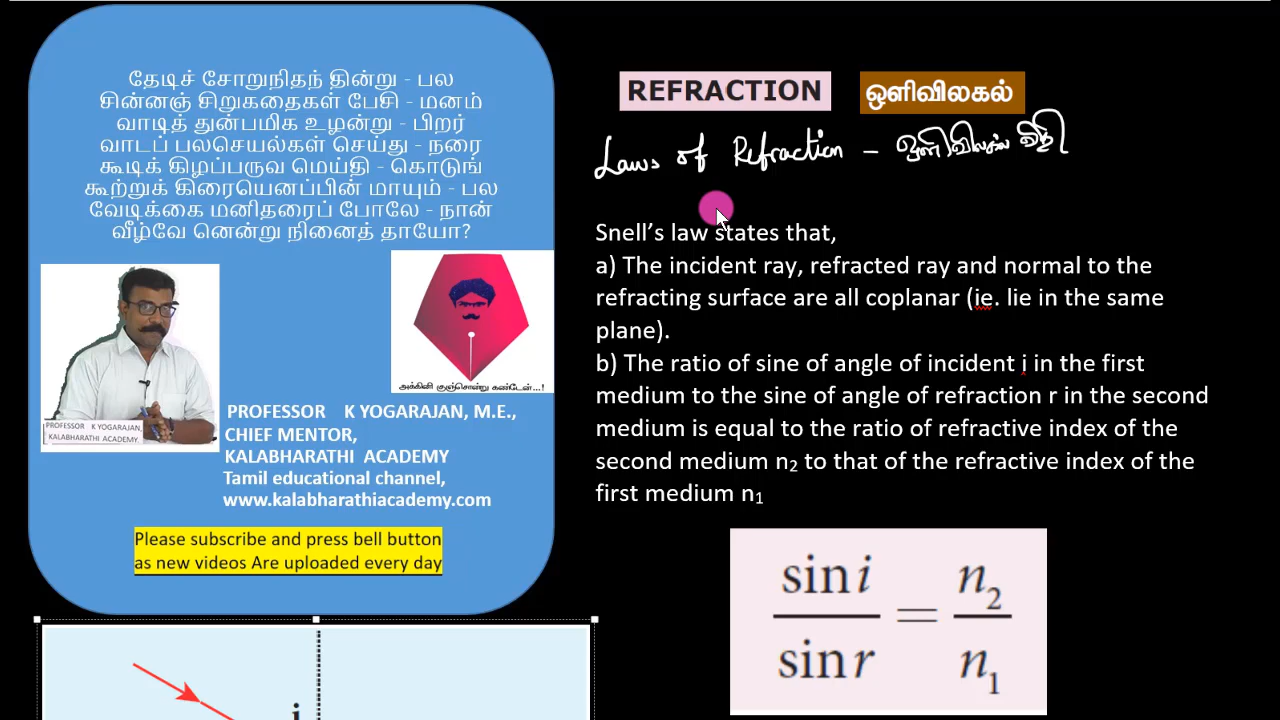 தேடிச் சோறுநிதந் தின்று - பல
சின்னஞ் சிறுகதைகள் பேசி - மனம்
வாடித் துன்பமிக உழன்று - பிறர்
வாடப் பலசெயல்கள் செய்து - நரை
கூடிக் கிழப்பருவ மெய்தி - கொடுங்
கூற்றுக் கிரையெனப்பின் மாயும் - பல
வேடிக்கை மனிதரைப் போலே - நான்
வீழ்வே னென்று நினைத் தாயோ?
அக்கினி குஞ்சொன்று கண்டேன்...!
PROFESSOR K YOGARAJAN,
KALABHARATHI ACADEMY.
PROFESSOR K YOGARAJAN, M.E.,
CHIEF MENTOR,
KALABHARATHI ACADEMY
Tamil educational channel,
www.kalabharathiacademy.com
Please subscribe and press bell button
as new videos Are uploaded every day
i
REFRACTION ஒளிவிலகல்
Laws of Refraction - ஒளிவிலகல் விதி
Snell's law states that,
a) The incident ray, refracted ray and normal to the
refracting surface are all coplanar (ie. lie in the same
plane).
b) The ratio of sine of angle of incident i in the first
medium to the sine of angle of refraction r in the second
medium is equal to the ratio of refractive index of the
second medium n₂ to that of the refractive index of the
first medium n₁
sin i / sin r = n₂ / n₁